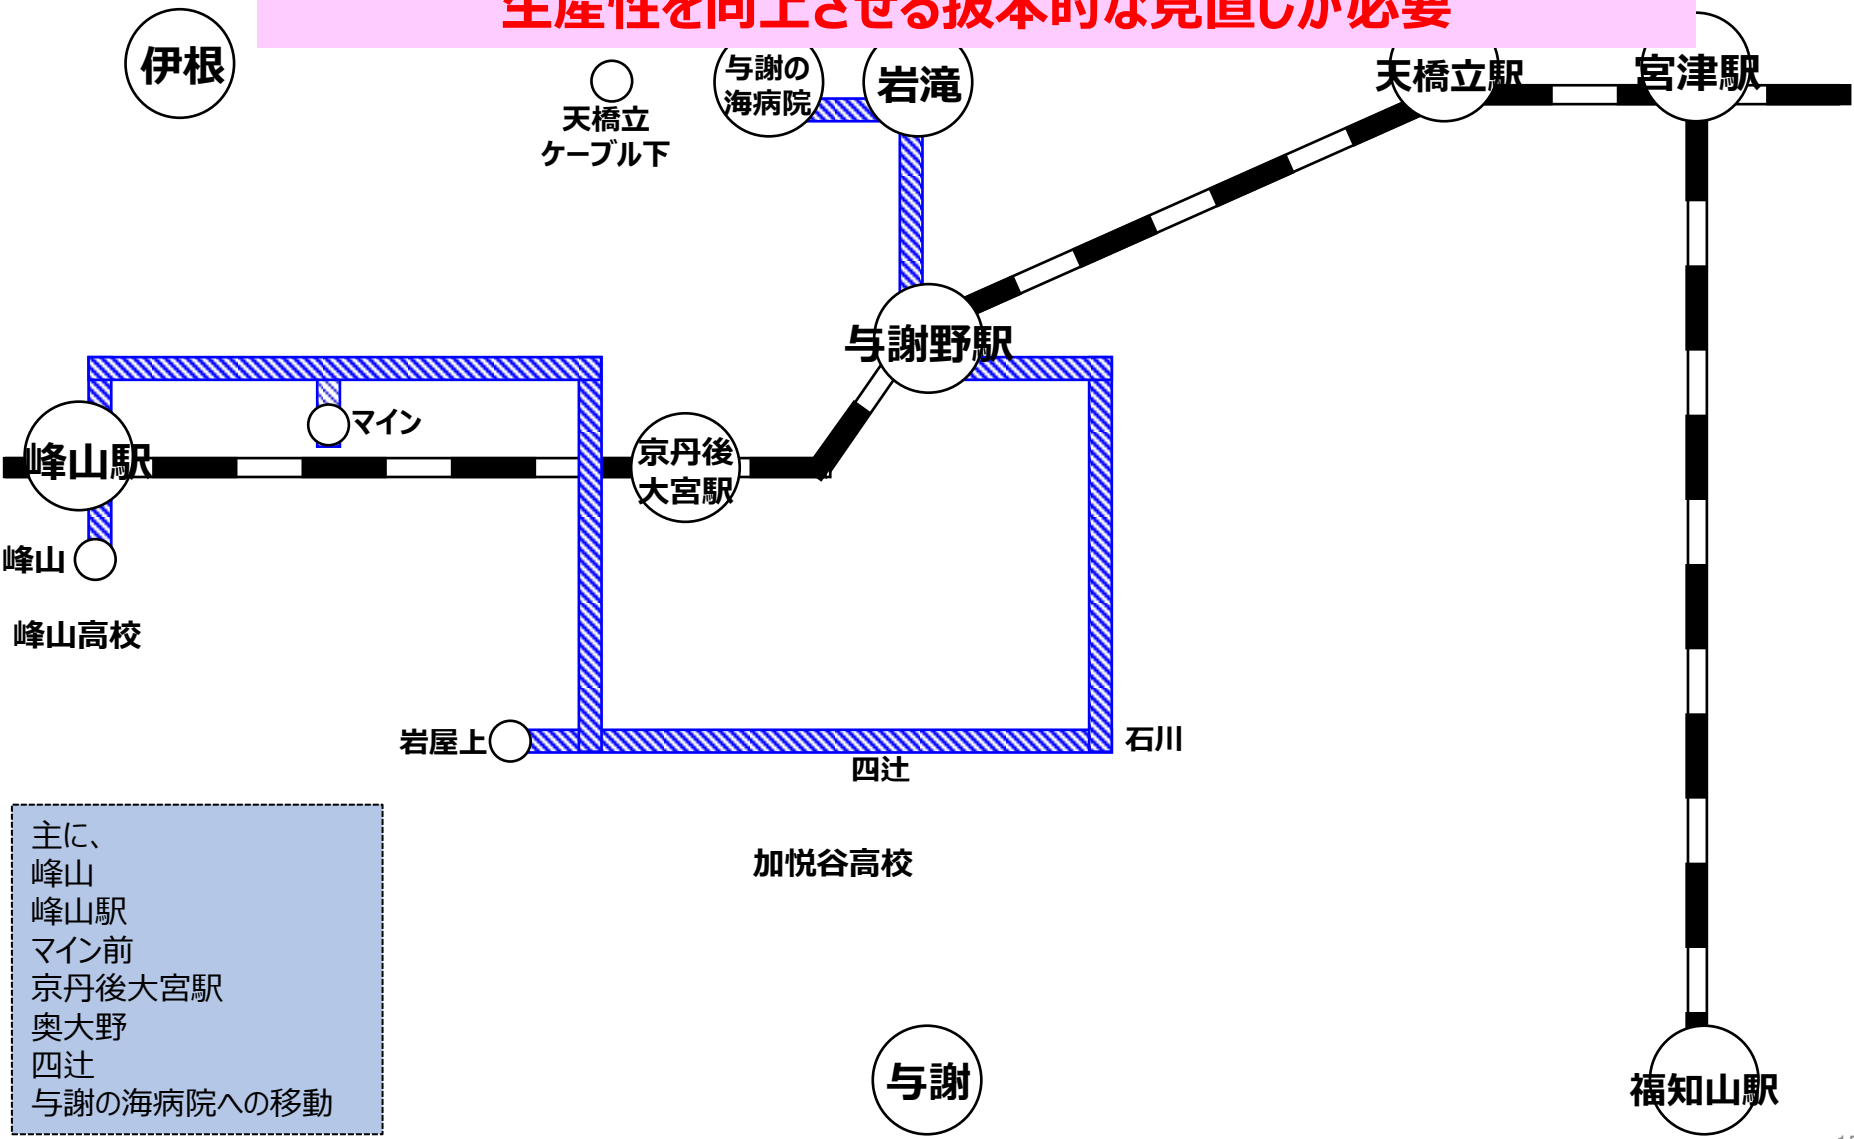 生産性を向上させる抜本的な見直しが必要
伊根
天橋立
ケーブル下
与謝の
海病院
岩滝
天橋立駅
宮津駅
与謝野駅
マイン
峰山駅
京丹後
大宮駅
峰山
峰山高校
岩屋上
石川
四辻
加悦谷高校
主に、
峰山
峰山駅
マイン前
京丹後大宮駅
奥大野
四辻
与謝の海病院への移動
与謝
福知山駅